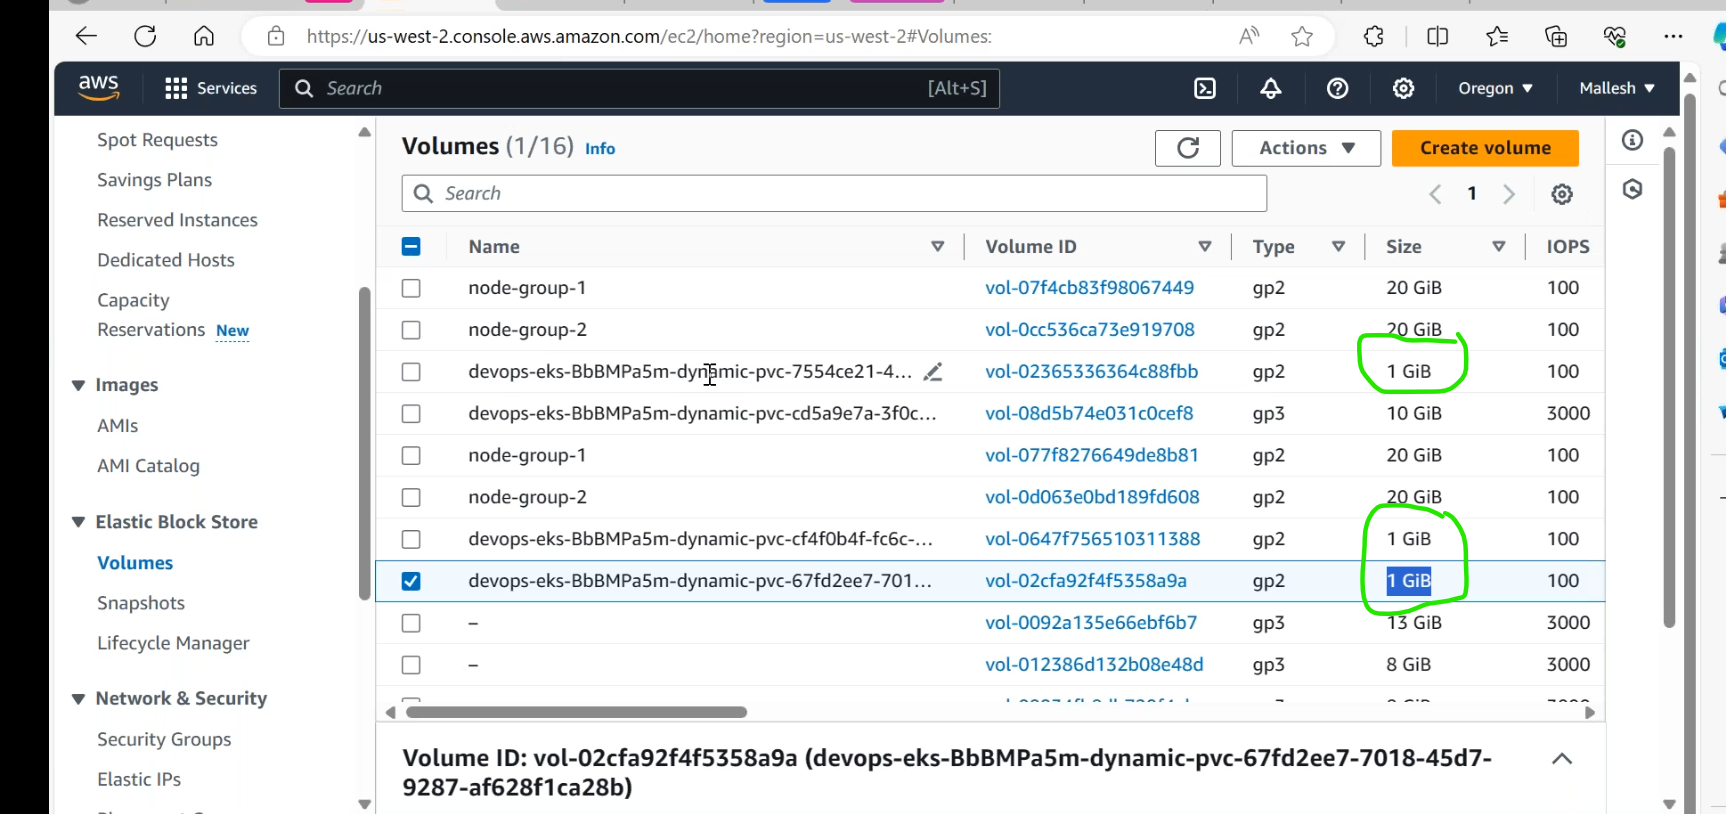 https://us-west-2.console.aws.amazon.com/ec2/home?region=us-west-2#Volumes:
aws
Services
Search
[Alt+S]
Oregon
Mallesh
Spot Requests
Savings Plans
Reserved Instances
Dedicated Hosts
Capacity
Reservations New
Images
AMIs
AMI Catalog
Elastic Block Store
Volumes
Snapshots
Lifecycle Manager
Network & Security
Security Groups
Elastic IPs
Volumes (1/16) Info
Actions
Create volume
Search
1
Name Volume ID Type Size IOPS
node-group-1 vol-07f4cb83f98067449 gp2 20 GiB 100
node-group-2 vol-0cc536ca73e919708 gp2 20 GiB 100
devops-eks-BbBMPa5m-dynamic-pvc-7554ce21-4... vol-02365336364c88fbb gp2 1 GiB 100
devops-eks-BbBMPa5m-dynamic-pvc-cd5a9e7a-3f0c... vol-08d5b74e031c0cef8 gp3 10 GiB 3000
node-group-1 vol-077f8276649de8b81 gp2 20 GiB 100
node-group-2 vol-0d063e0bd189fd608 gp2 20 GiB 100
devops-eks-BbBMPa5m-dynamic-pvc-cf4f0b4f-fc6c-... vol-0647f756510311388 gp2 1 GiB 100
devops-eks-BbBMPa5m-dynamic-pvc-67fd2ee7-701... vol-02cfa92f4f5358a9a gp2 1 GiB 100
– vol-0092a135e66ebf6b7 gp3 13 GiB 3000
– vol-012386d132b08e48d gp3 8 GiB 3000
Volume ID: vol-02cfa92f4f5358a9a (devops-eks-BbBMPa5m-dynamic-pvc-67fd2ee7-7018-45d7-
9287-af628f1ca28b)